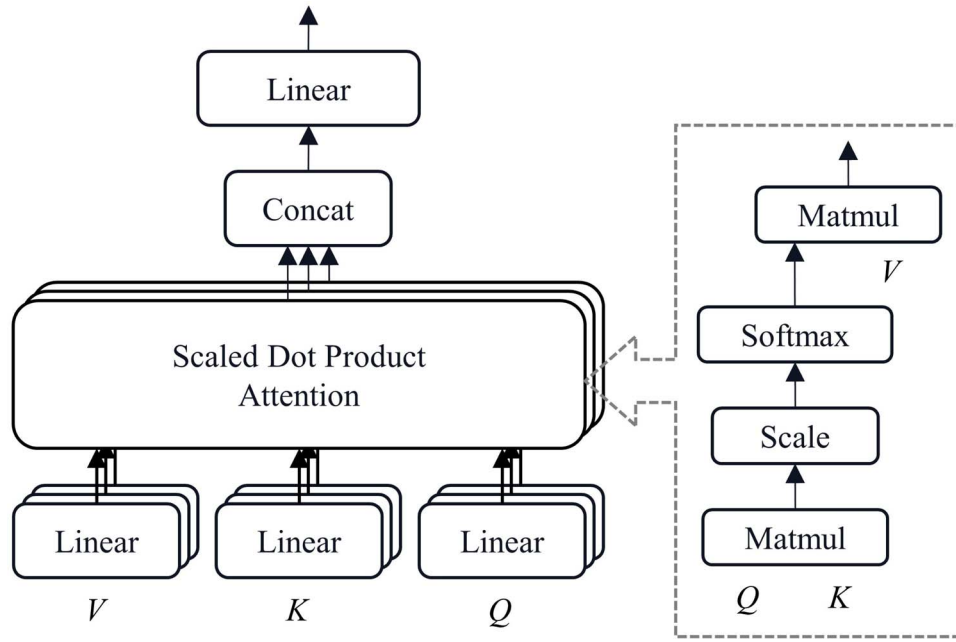 Linear
Concat
Scaled Dot Product
Attention
Linear
Linear
Linear
V
K
Q
Matmul
V
Softmax
Scale
Matmul
Q
K